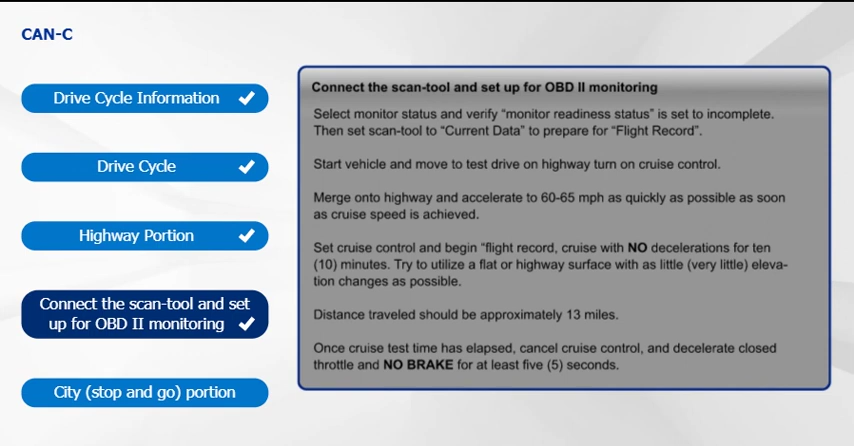 CAN-C
Drive Cycle Information
Drive Cycle
Highway Portion
Connect the scan-tool and set
up for OBD II monitoring
City (stop and go) portion
Connect the scan-tool and set up for OBD II monitoring
Select monitor status and verify “monitor readiness status” is set to incomplete.
Then set scan-tool to “Current Data” to prepare for “Flight Record”.
Start vehicle and move to test drive on highway turn on cruise control.
Merge onto highway and accelerate to 60-65 mph as quickly as possible as soon
as cruise speed is achieved.
Set cruise control and begin “flight record, cruise with NO decelerations for ten
(10) minutes. Try to utilize a flat or highway surface with as little (very little) eleva-
tion changes as possible.
Distance traveled should be approximately 13 miles.
Once cruise test time has elapsed, cancel cruise control, and decelerate closed
throttle and NO BRAKE for at least five (5) seconds.